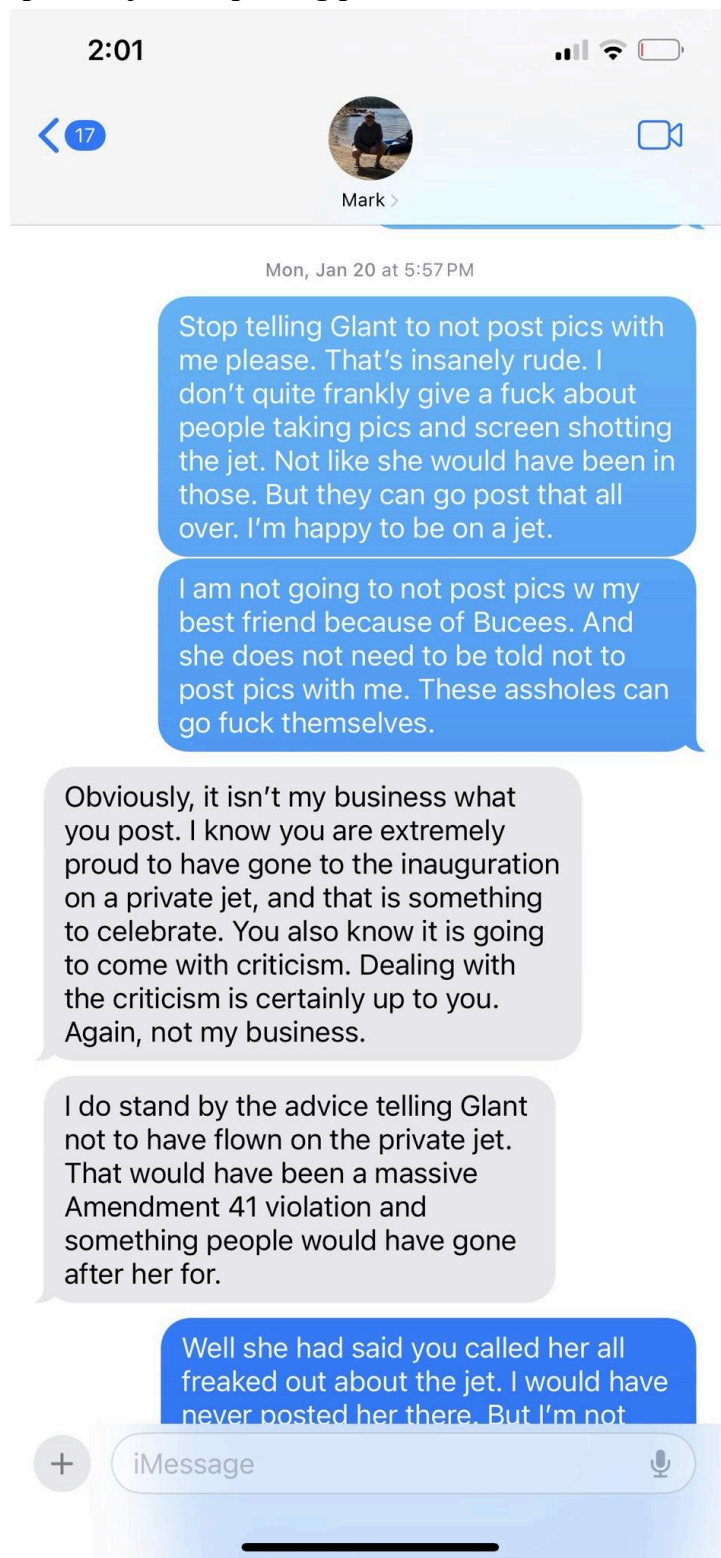 2:01
17
Mark
Mon, Jan 20 at 5:57 PM
Stop telling Glant to not post pics with
me please. That's insanely rude. I
don't quite frankly give a fuck about
people taking pics and screen shotting
the jet. Not like she would have been in
those. But they can go post that all
over. I'm happy to be on a jet.
I am not going to not post pics w my
best friend because of Bucees. And
she does not need to be told not to
post pics with me. These assholes can
go fuck themselves.
Obviously, it isn't my business what
you post. I know you are extremely
proud to have gone to the inauguration
on a private jet, and that is something
to celebrate. You also know it is going
to come with criticism. Dealing with
the criticism is certainly up to you.
Again, not my business.
I do stand by the advice telling Glant
not to have flown on the private jet.
That would have been a massive
Amendment 41 violation and
something people would have gone
after her for.
Well she had said you called her all
freaked out about the jet. I would have
never posted her there. But I'm not
iMessage